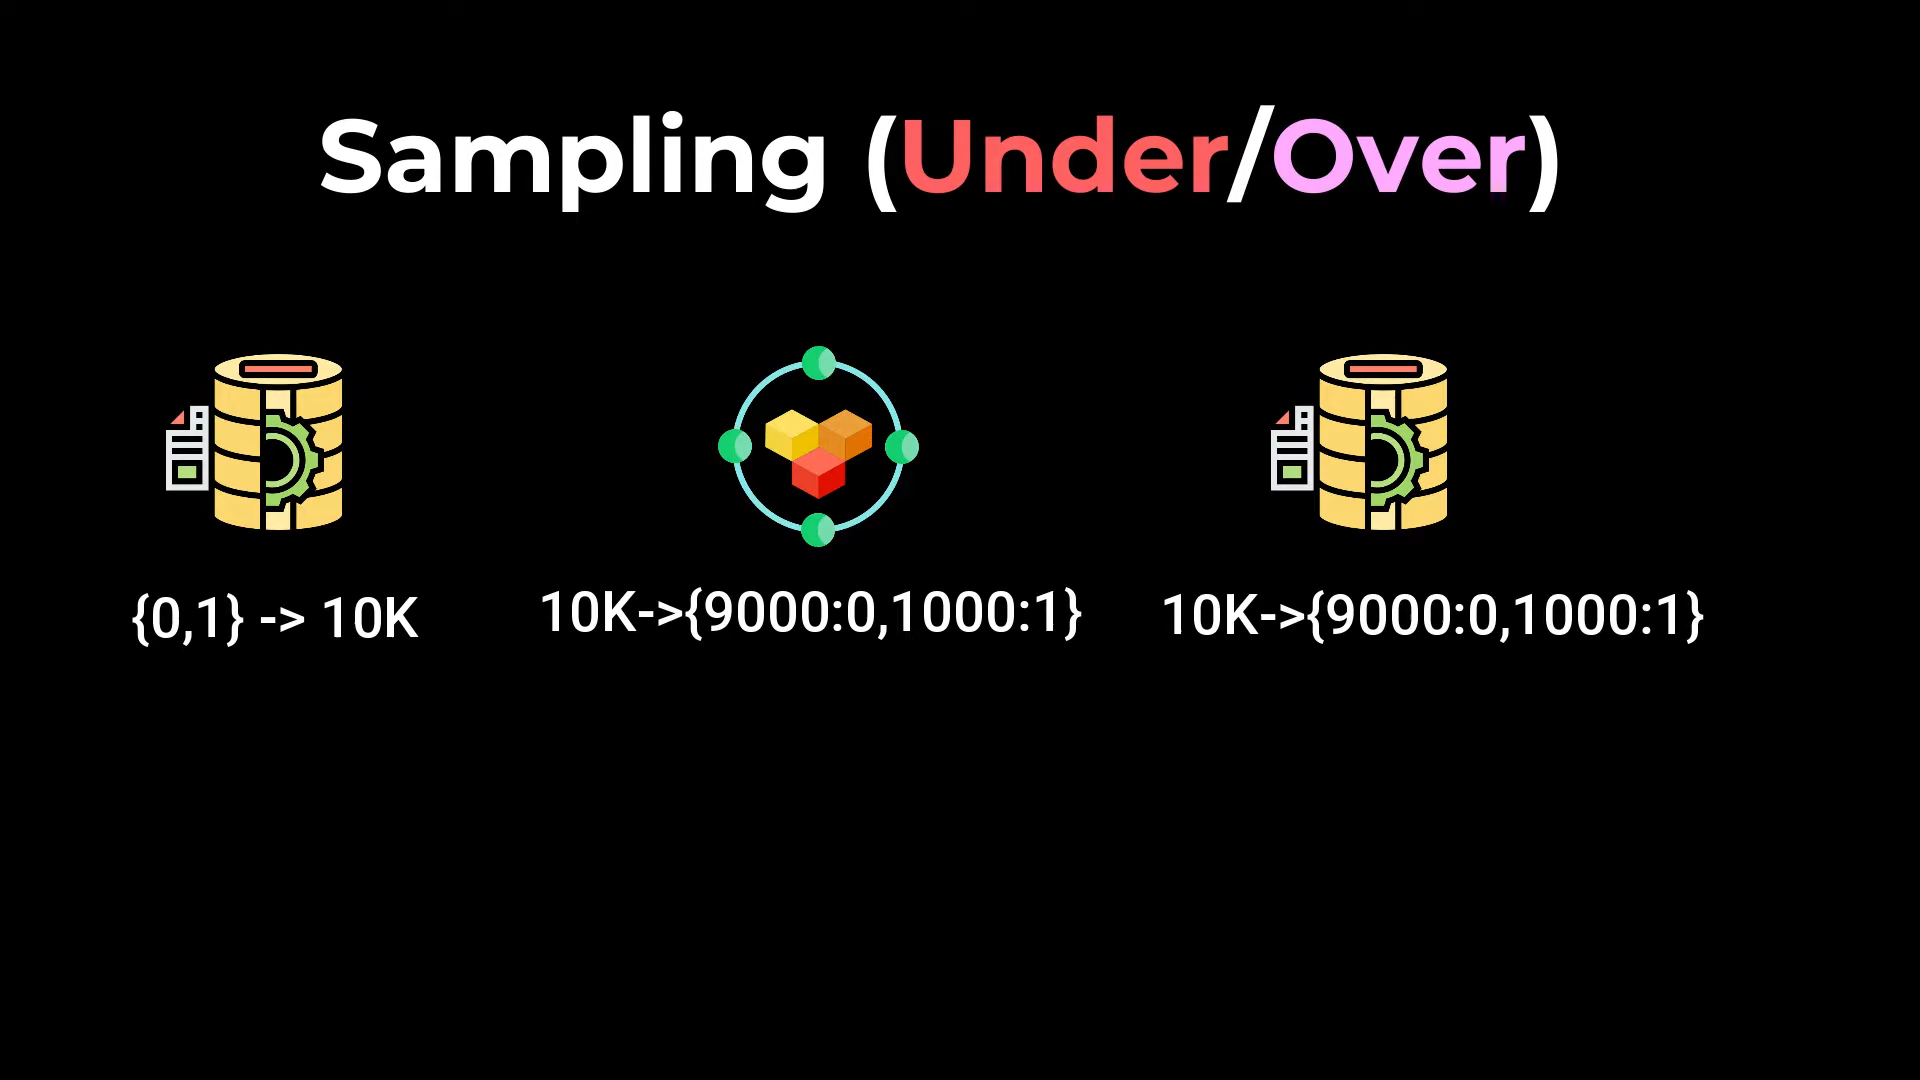 Sampling (Under/Over)
{0,1} -> 10K
10K->{9000:0,1000:1}
10K->{9000:0,1000:1}